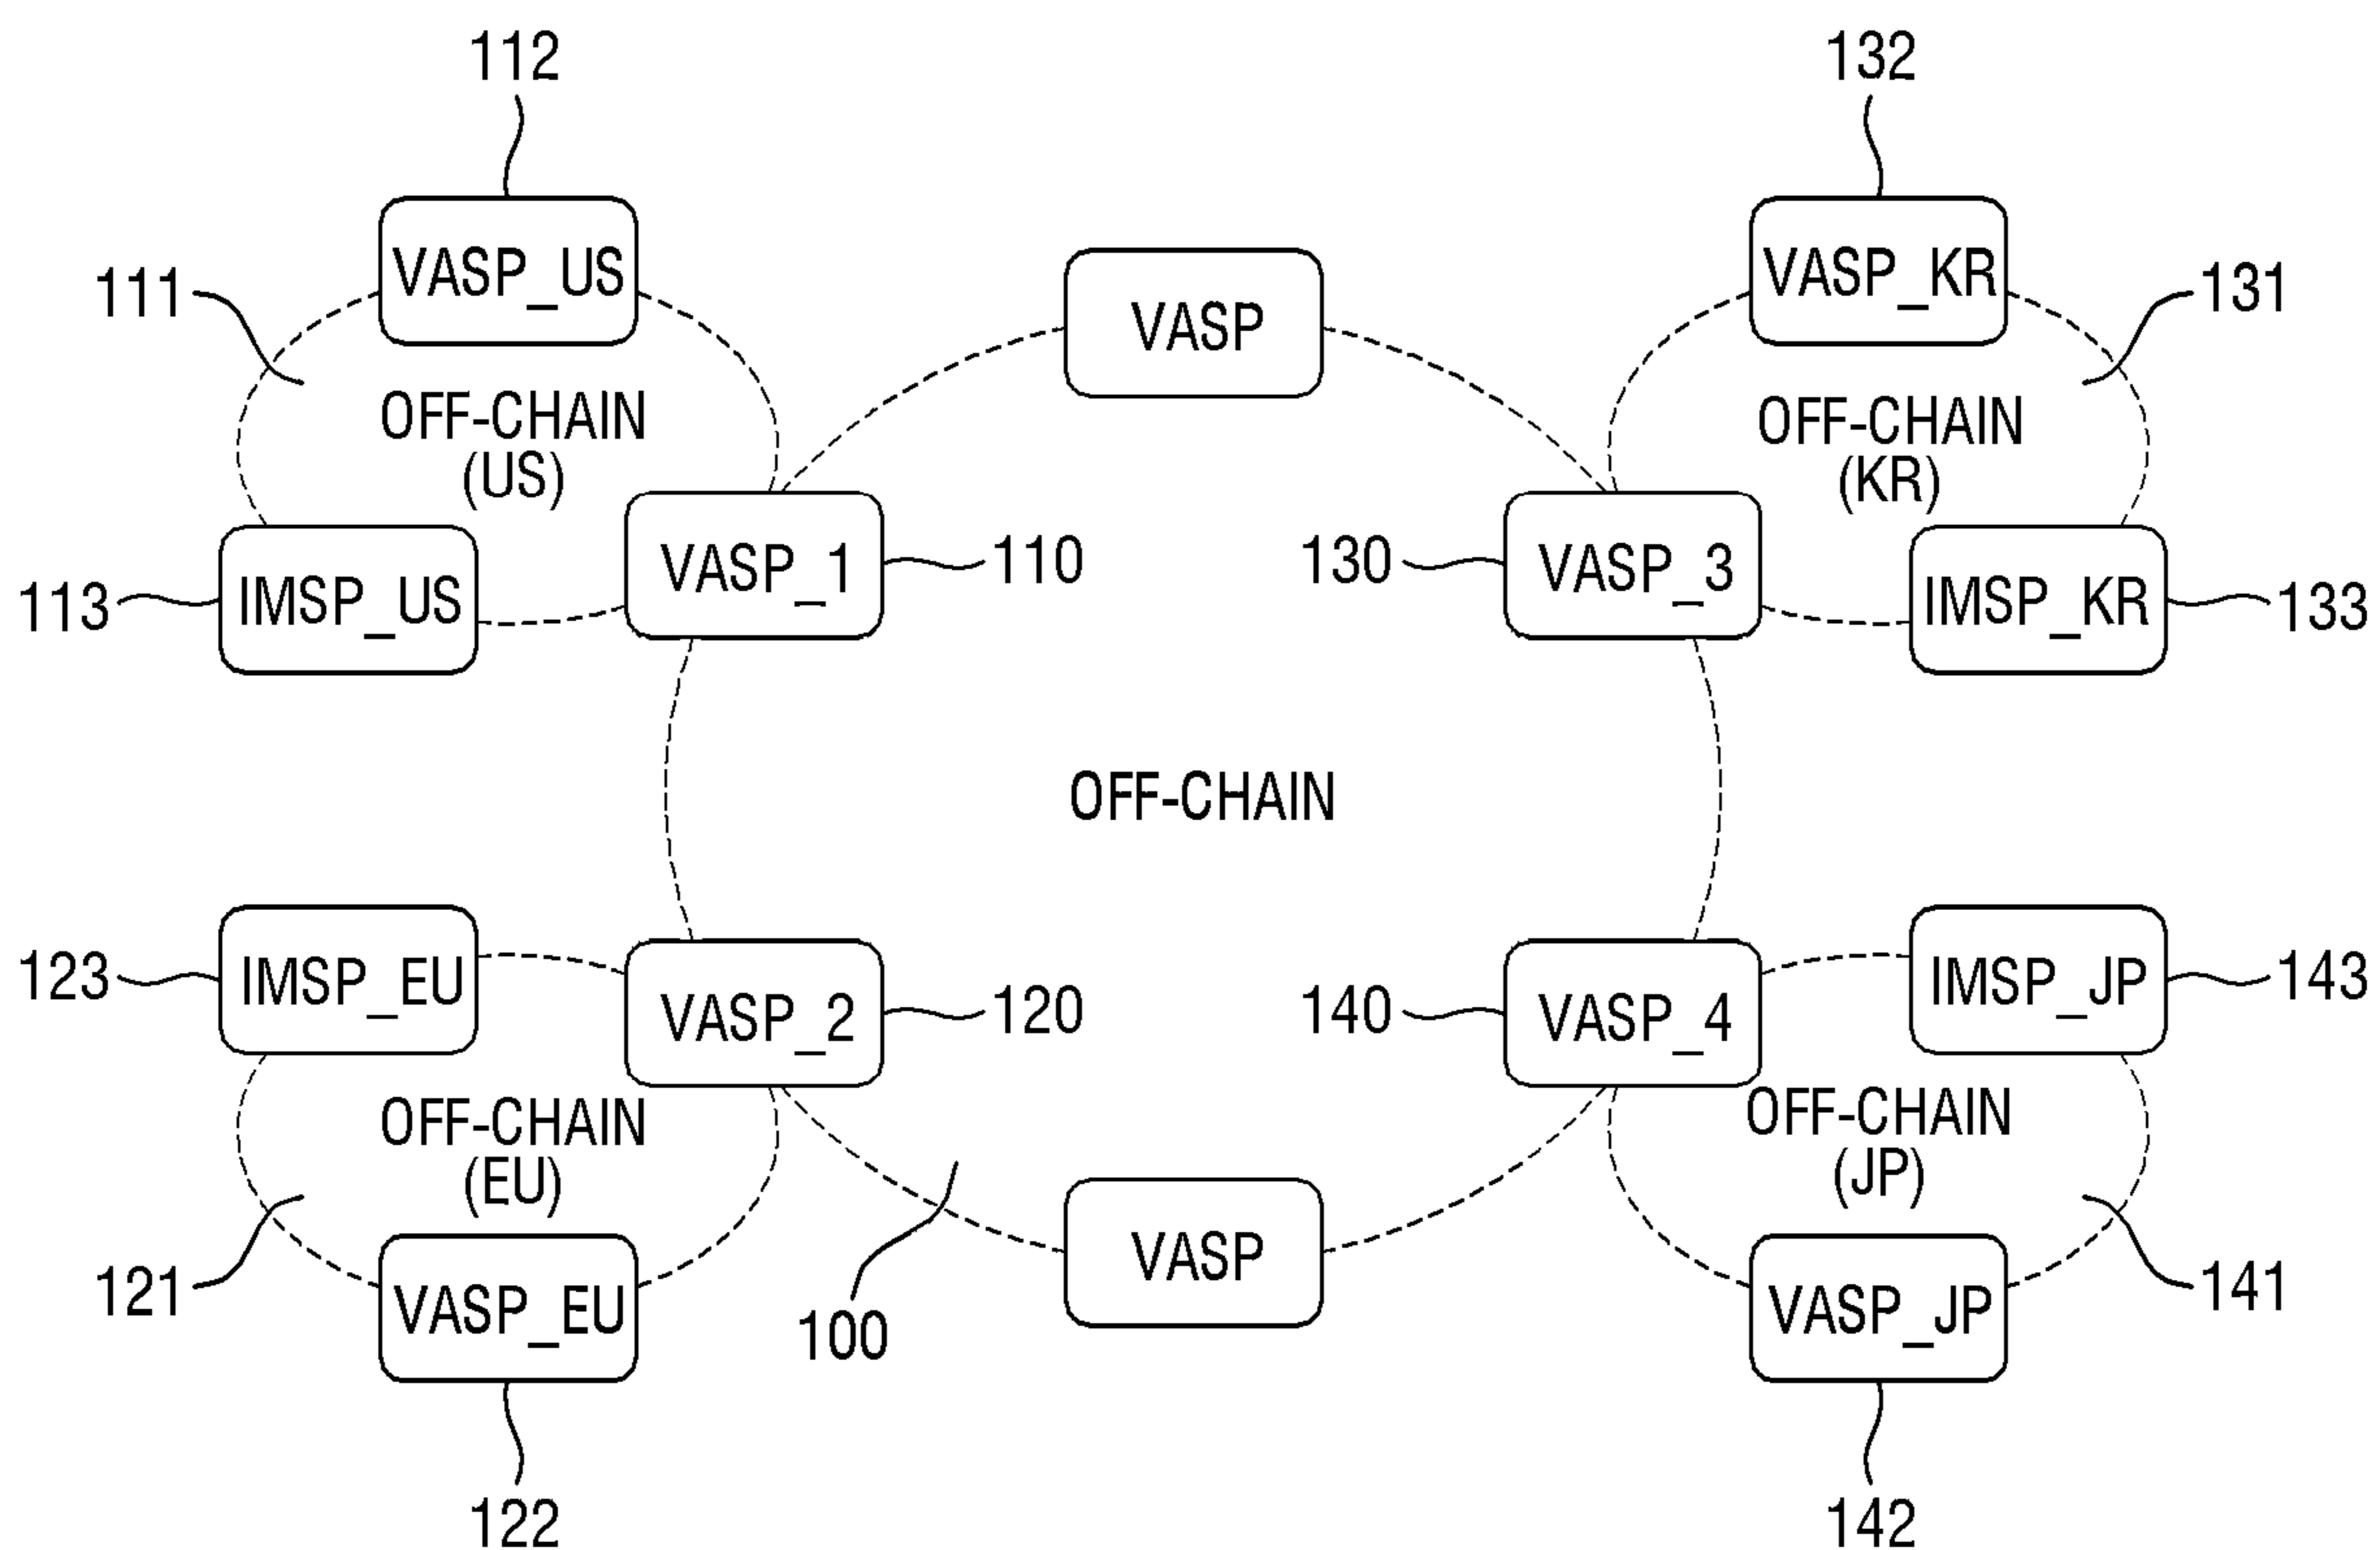 112
132
VASP_US
VASP_KR
111
131
VASP
OFF-CHAIN
(US)
OFF-CHAIN
(KR)
113
IMSP_US
VASP_1
110
130
VASP_3
IMSP_KR
133
OFF-CHAIN
123
IMSP_EU
VASP_2
120
140
VASP_4
IMSP_JP
143
OFF-CHAIN
(EU)
OFF-CHAIN
(JP)
121
VASP_EU
100
VASP
VASP_JP
141
122
142